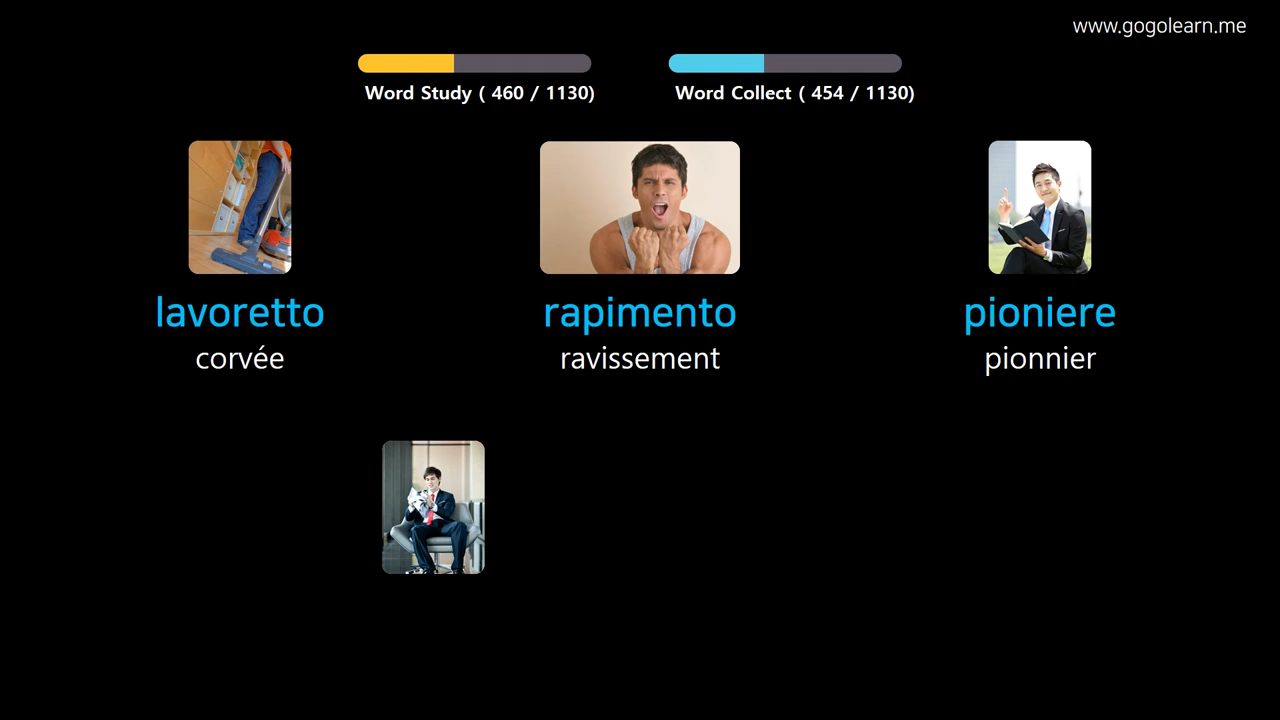 www.gogolearn.me
Word Study ( 460 / 1130)
Word Collect ( 454 / 1130)
lavoretto
rapimento
pioniere
corvée
ravissement
pionnier